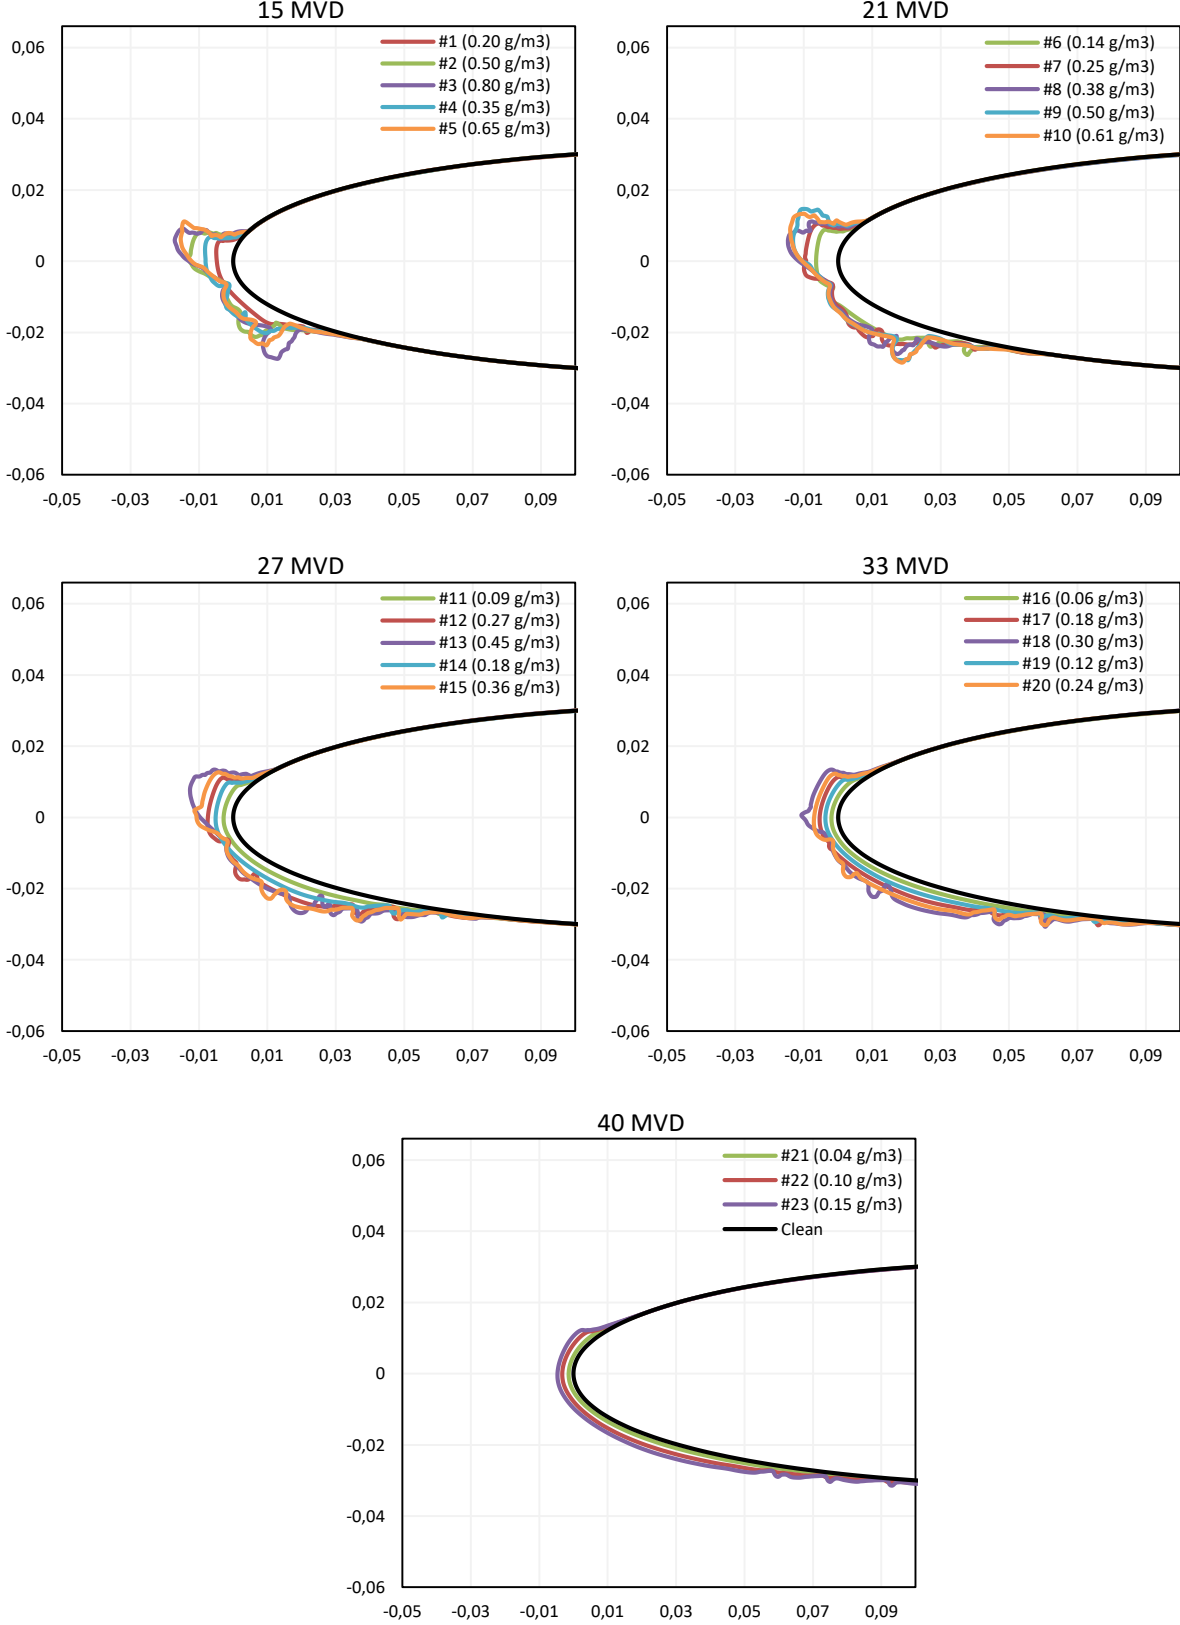 15 MVD
0,06
0,04
0,02
0
-0,02
-0,04
-0,06
-0,05 -0,03 -0,01 0,01 0,03 0,05 0,07 0,09
#1 (0.20 g/m3)
#2 (0.50 g/m3)
#3 (0.80 g/m3)
#4 (0.35 g/m3)
#5 (0.65 g/m3)
21 MVD
0,06
0,04
0,02
0
-0,02
-0,04
-0,06
-0,05 -0,03 -0,01 0,01 0,03 0,05 0,07 0,09
#6 (0.14 g/m3)
#7 (0.25 g/m3)
#8 (0.38 g/m3)
#9 (0.50 g/m3)
#10 (0.61 g/m3)
27 MVD
0,06
0,04
0,02
0
-0,02
-0,04
-0,06
-0,05 -0,03 -0,01 0,01 0,03 0,05 0,07 0,09
#11 (0.09 g/m3)
#12 (0.27 g/m3)
#13 (0.45 g/m3)
#14 (0.18 g/m3)
#15 (0.36 g/m3)
33 MVD
0,06
0,04
0,02
0
-0,02
-0,04
-0,06
-0,05 -0,03 -0,01 0,01 0,03 0,05 0,07 0,09
#16 (0.06 g/m3)
#17 (0.18 g/m3)
#18 (0.30 g/m3)
#19 (0.12 g/m3)
#20 (0.24 g/m3)
40 MVD
0,06
0,04
0,02
0
-0,02
-0,04
-0,06
-0,05 -0,03 -0,01 0,01 0,03 0,05 0,07 0,09
#21 (0.04 g/m3)
#22 (0.10 g/m3)
#23 (0.15 g/m3)
Clean